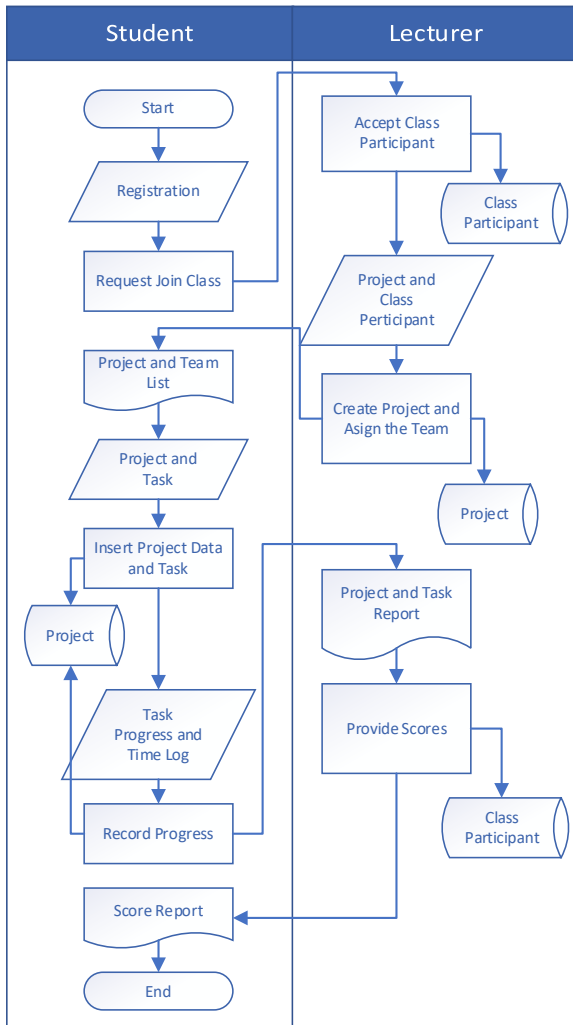 Student
Lecturer
Start
Registration
Request Join Class
Accept Class
Participant
Class
Participant
Project and
Class
Perticipant
Create Project and
Asign the Team
Project
Project and Team
List
Project and
Task
Insert Project Data
and Task
Project
Task
Progress and
Time Log
Record Progress
Project and Task
Report
Provide Scores
Class
Participant
Score Report
End